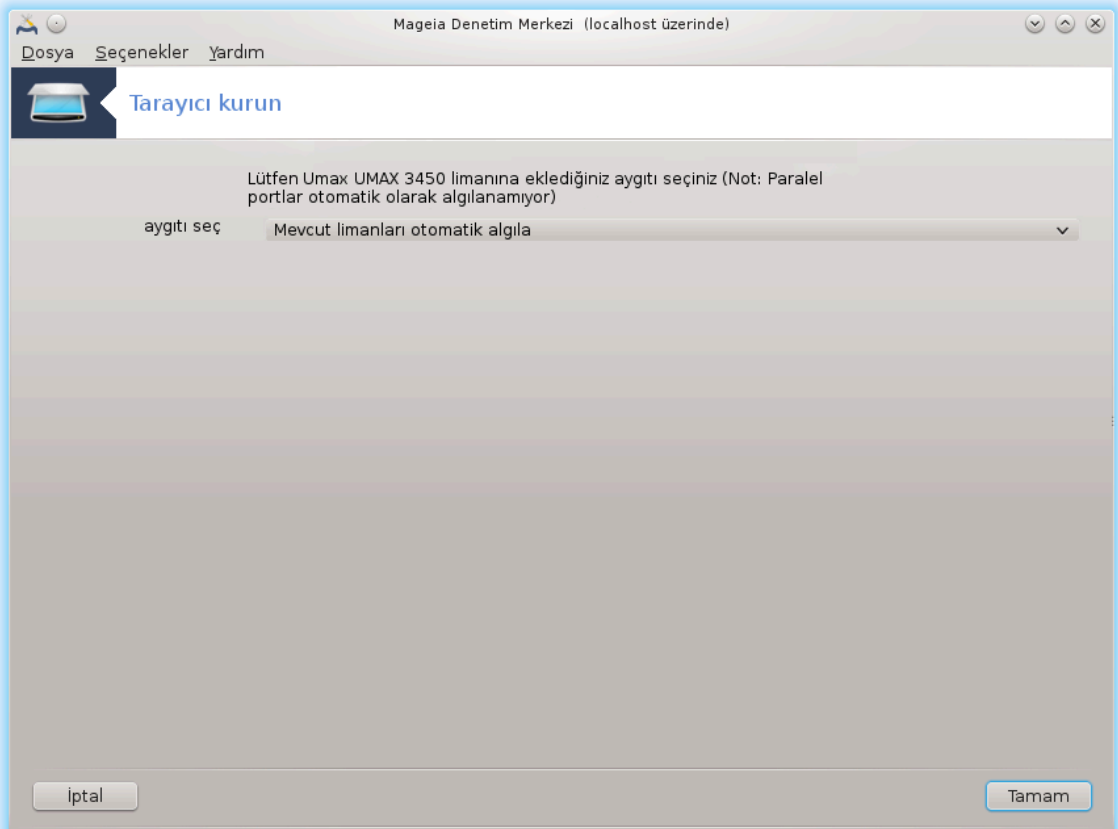 Mageia Denetim Merkezi (localhost üzerinde)
Dosya Seçenekler Yardım
Tarayıcı kurun
Lütfen Umax UMAX 3450 limanına eklediğiniz aygıtı seçiniz (Not: Paralel
portlar otomatik olarak algılanamıyor)
aygıtı seç Mevcut limanları otomatik algıla
İptal Tamam